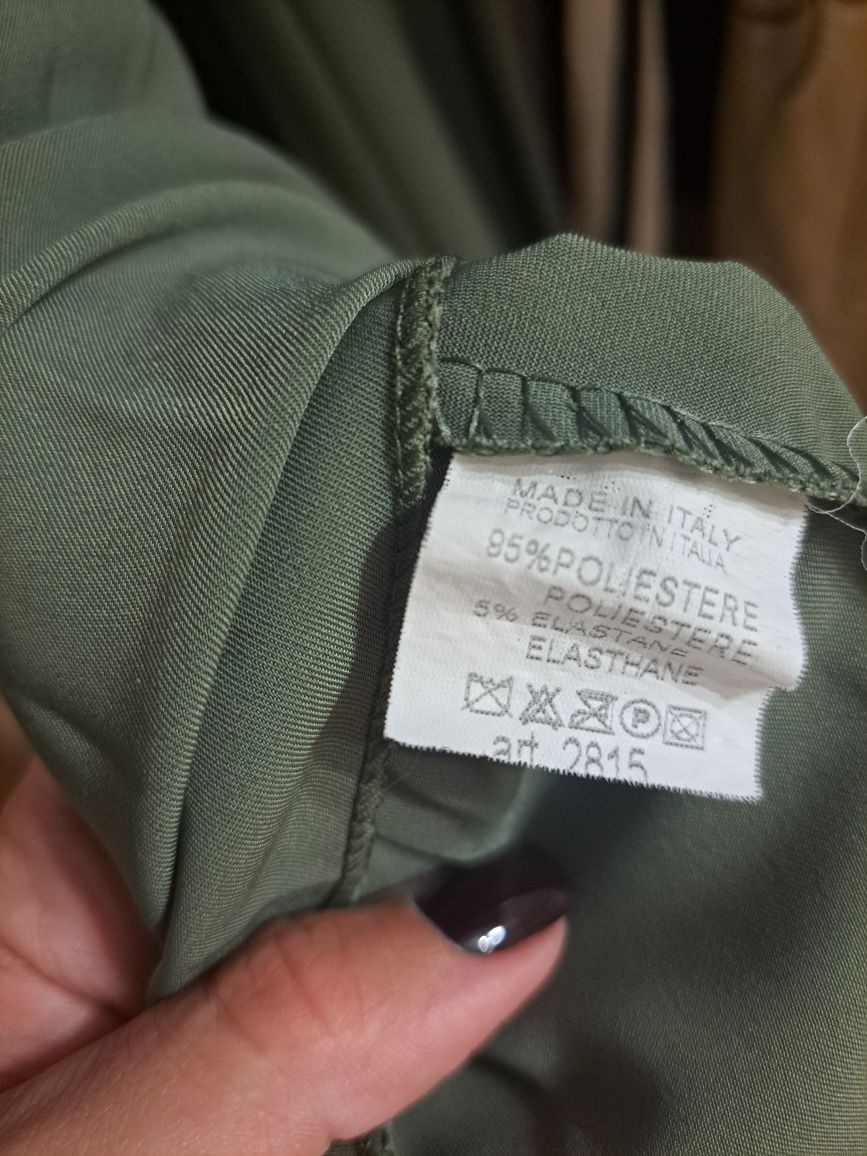 MADE IN ITALY
PRODOTTO IN ITALIA
95%POLIESTERE
POLIESTERE
5% ELASTANE
ELASTHANE
P
art. 2815